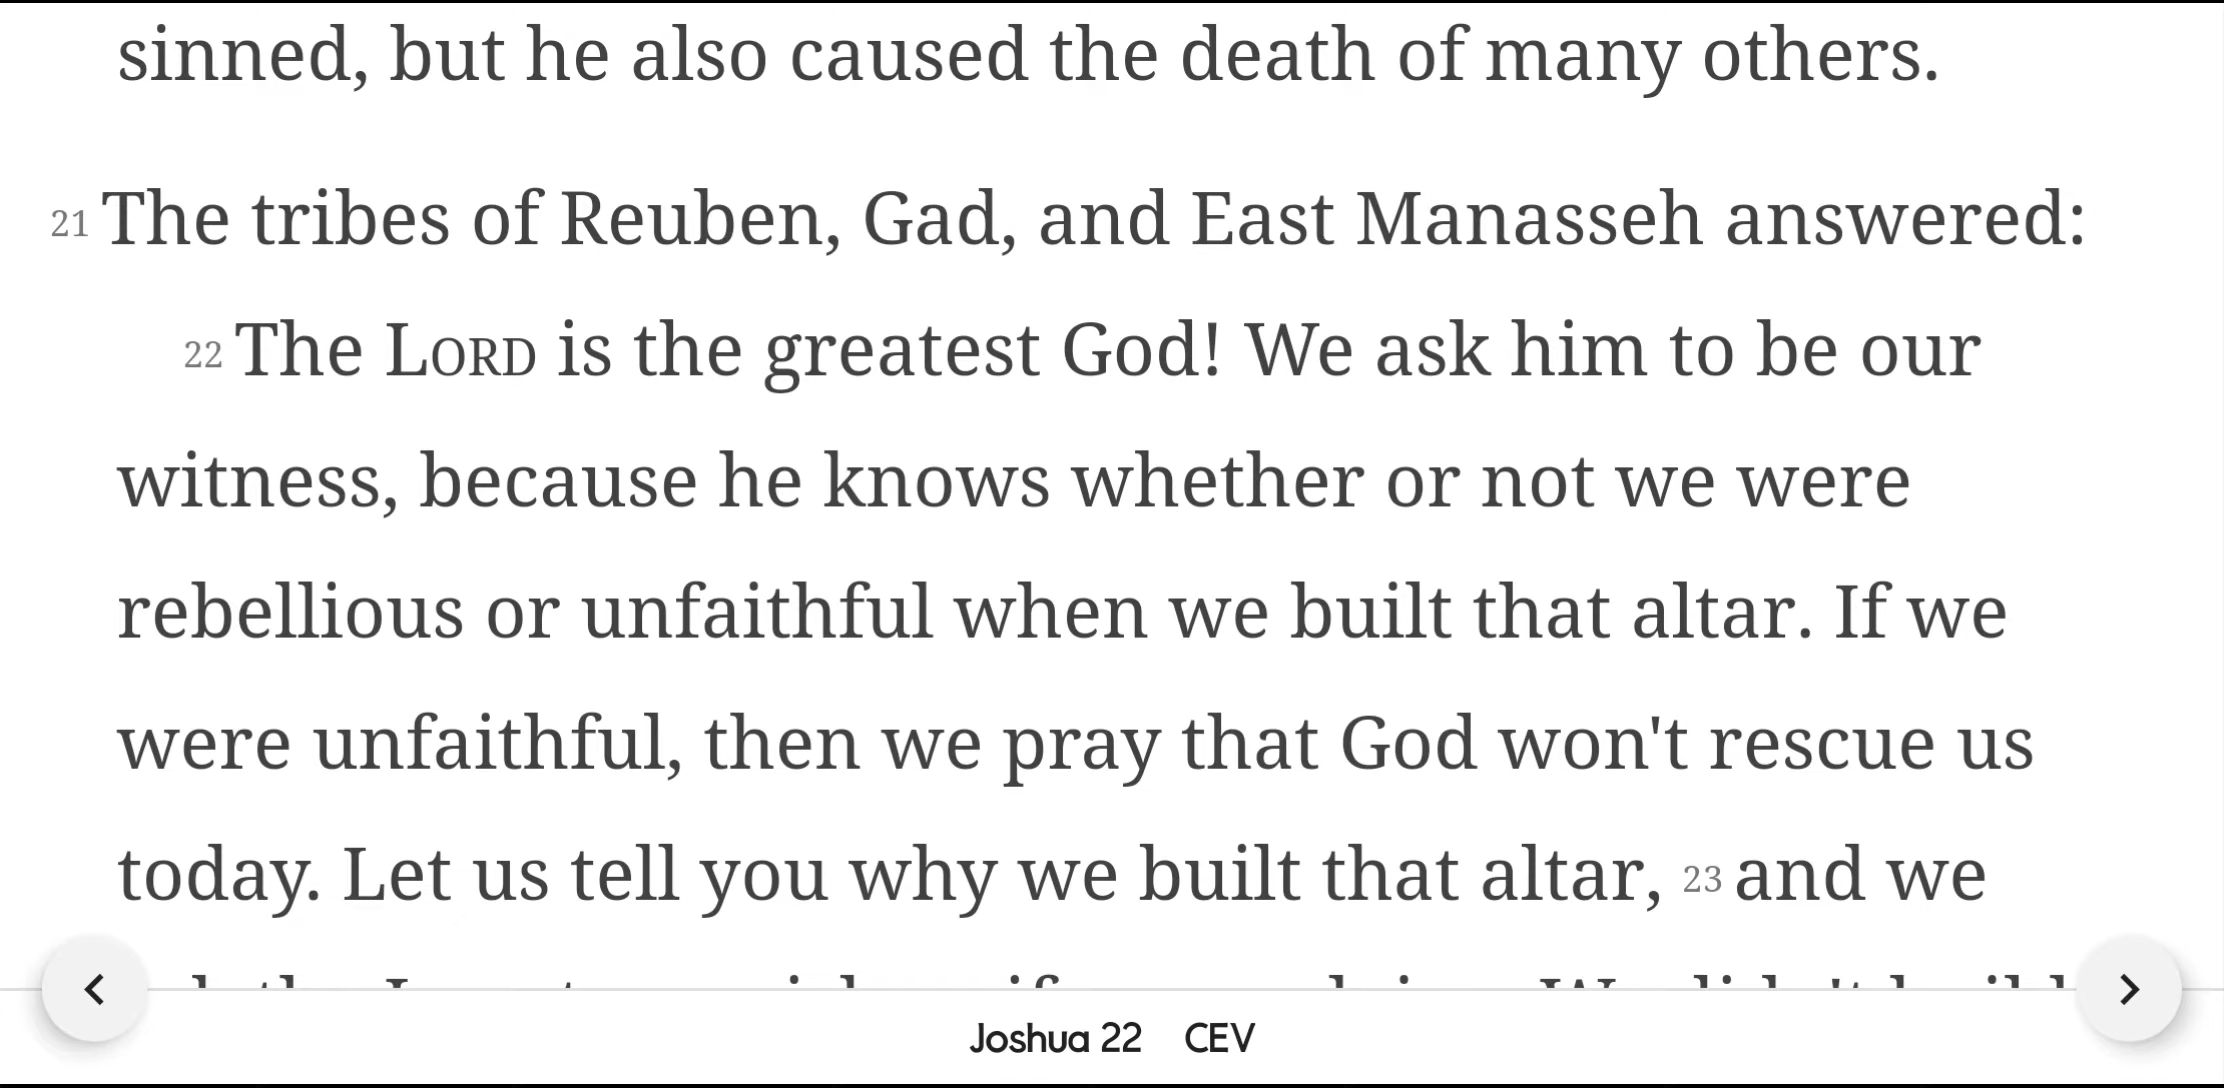 sinned, but he also caused the death of many others.
21 The tribes of Reuben, Gad, and East Manasseh answered:
22 The LORD is the greatest God! We ask him to be our
witness, because he knows whether or not we were
rebellious or unfaithful when we built that altar. If we
were unfaithful, then we pray that God won't rescue us
today. Let us tell you why we built that altar, 23 and we
Joshua 22 CEV